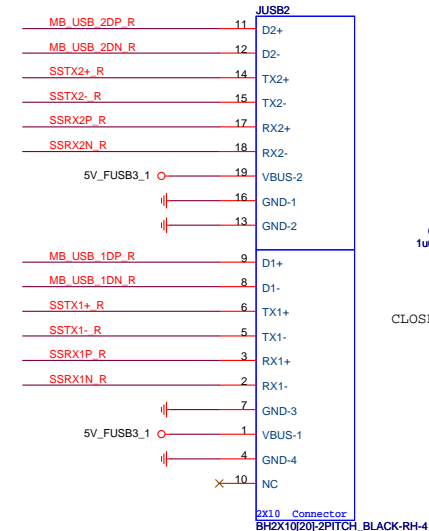 JUSB2
MB_USB_2DP_R 11 D2+
MB_USB_2DN_R 12 D2-
SSTX2+_R 14 TX2+
SSTX2-_R 15 TX2-
SSRX2P_R 17 RX2+
SSRX2N_R 18 RX2-
5V_FUSB3_1 19 VBUS-2
16 GND-1
13 GND-2
MB_USB_1DP_R 9 D1+
MB_USB_1DN_R 8 D1-
SSTX1+_R 6 TX1+
SSTX1-_R 5 TX1-
SSRX1P_R 3 RX1+
SSRX1N_R 2 RX1-
7 GND-3
5V_FUSB3_1 1 VBUS-1
4 GND-4
10 NC
2X10 Connector
BH2X10[20]-2PITCH_BLACK-RH-4
1u
CLOS